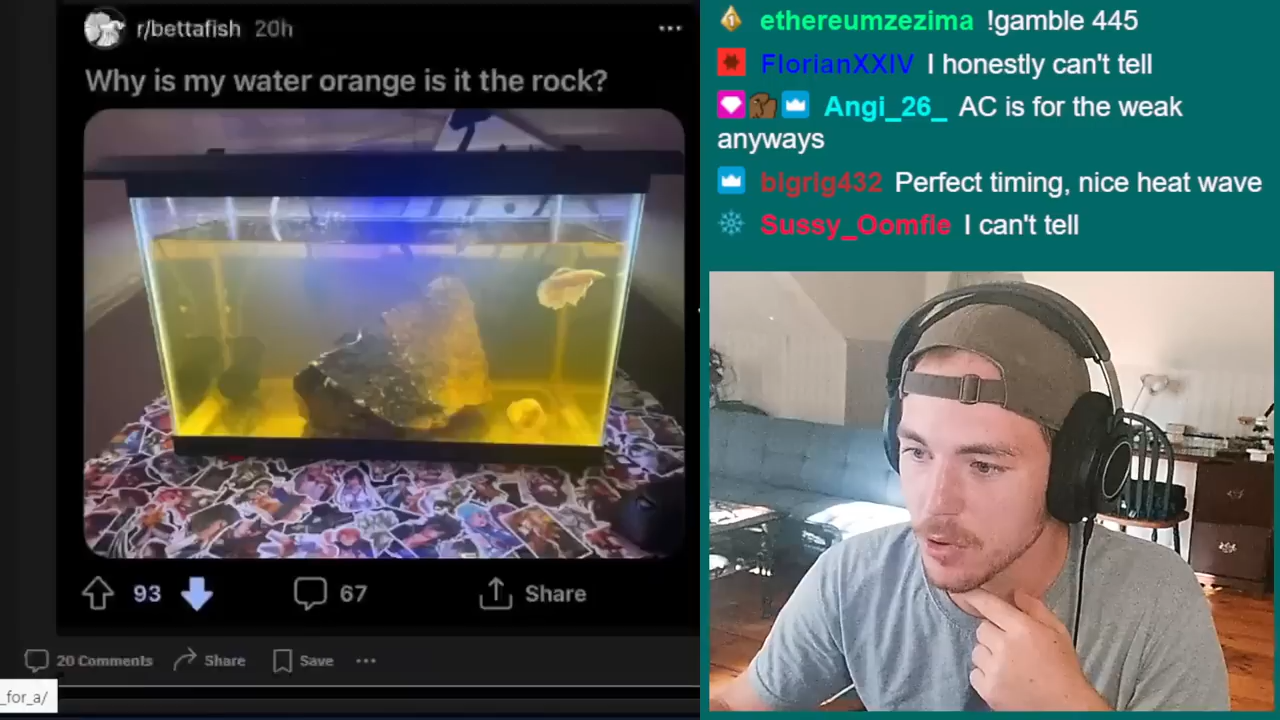 r/bettafish 20h
Why is my water orange is it the rock?
93
67
Share
20 Comments
Share
Save
_for_a/
ethereumzezima !gamble 445
FlorianXXIV I honestly can't tell
Angi_26_ AC is for the weak
anyways
bigrig432 Perfect timing, nice heat wave
Sussy_Oomfie I can't tell